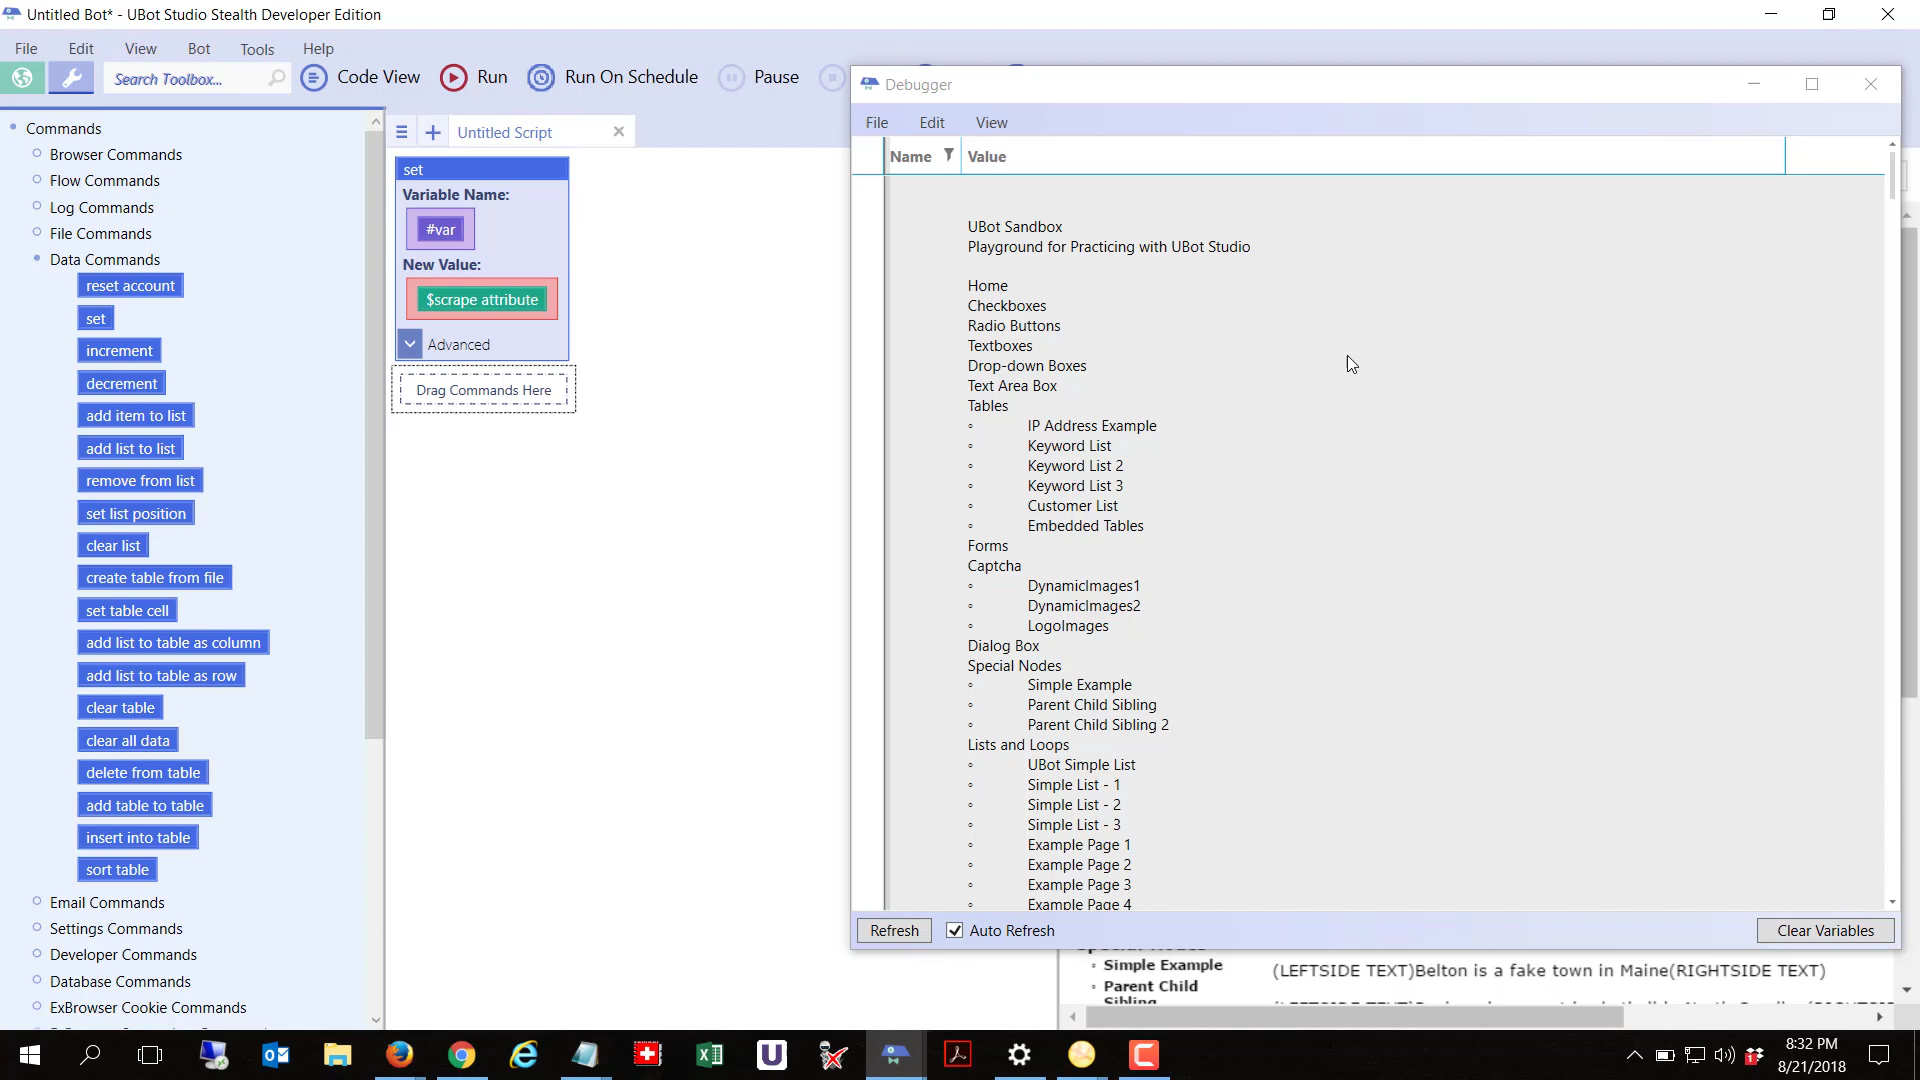 Untitled Bot* - UBot Studio Stealth Developer Edition
File Edit View Bot Tools Help
Search Toolbox... Code View Run Run On Schedule Pause
Commands
Browser Commands
Flow Commands
Log Commands
File Commands
Data Commands
reset account
set
increment
decrement
add item to list
add list to list
remove from list
set list position
clear list
create table from file
set table cell
add list to table as column
add list to table as row
clear table
clear all data
delete from table
add table to table
insert into table
sort table
Email Commands
Settings Commands
Developer Commands
Database Commands
ExBrowser Cookie Commands
Untitled Script
set
Variable Name:
#var
New Value:
$scrape attribute
Advanced
Drag Commands Here
Debugger
File Edit View
Name Value
UBot Sandbox
Playground for Practicing with UBot Studio
Home
Checkboxes
Radio Buttons
Textboxes
Drop-down Boxes
Text Area Box
Tables
◦ IP Address Example
◦ Keyword List
◦ Keyword List 2
◦ Keyword List 3
◦ Customer List
◦ Embedded Tables
Forms
Captcha
◦ DynamicImages1
◦ DynamicImages2
◦ LogoImages
Dialog Box
Special Nodes
◦ Simple Example
◦ Parent Child Sibling
◦ Parent Child Sibling 2
Lists and Loops
◦ UBot Simple List
◦ Simple List - 1
◦ Simple List - 2
◦ Simple List - 3
◦ Example Page 1
◦ Example Page 2
◦ Example Page 3
◦ Example Page 4
Refresh Auto Refresh Clear Variables
◦ Simple Example (LEFTSIDE TEXT)Belton is a fake town in Maine(RIGHTSIDE TEXT)
◦ Parent Child
Sibling
8:32 PM
8/21/2018